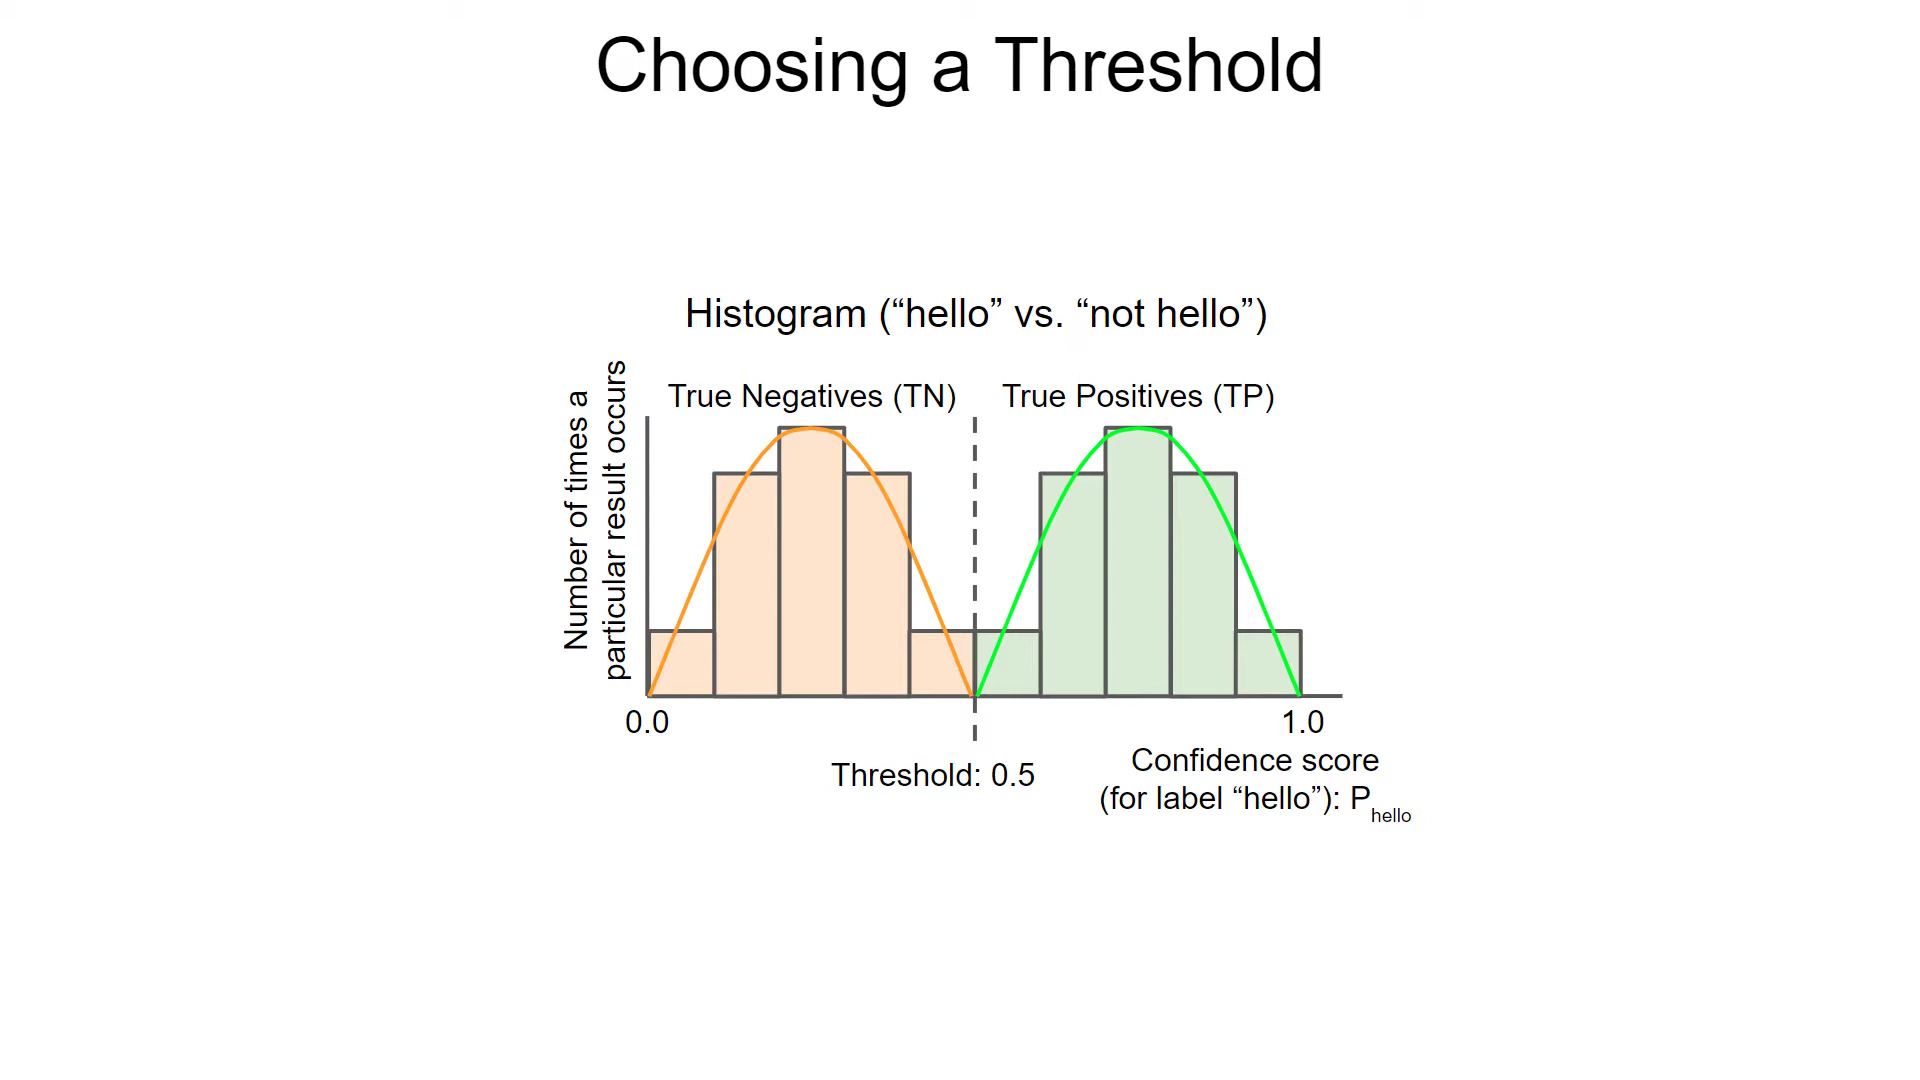 Choosing a Threshold
Histogram (“hello” vs. “not hello”)
True Negatives (TN)
True Positives (TP)
Number of times a
particular result occurs
0.0
1.0
Threshold: 0.5
Confidence score
(for label “hello”): Phello